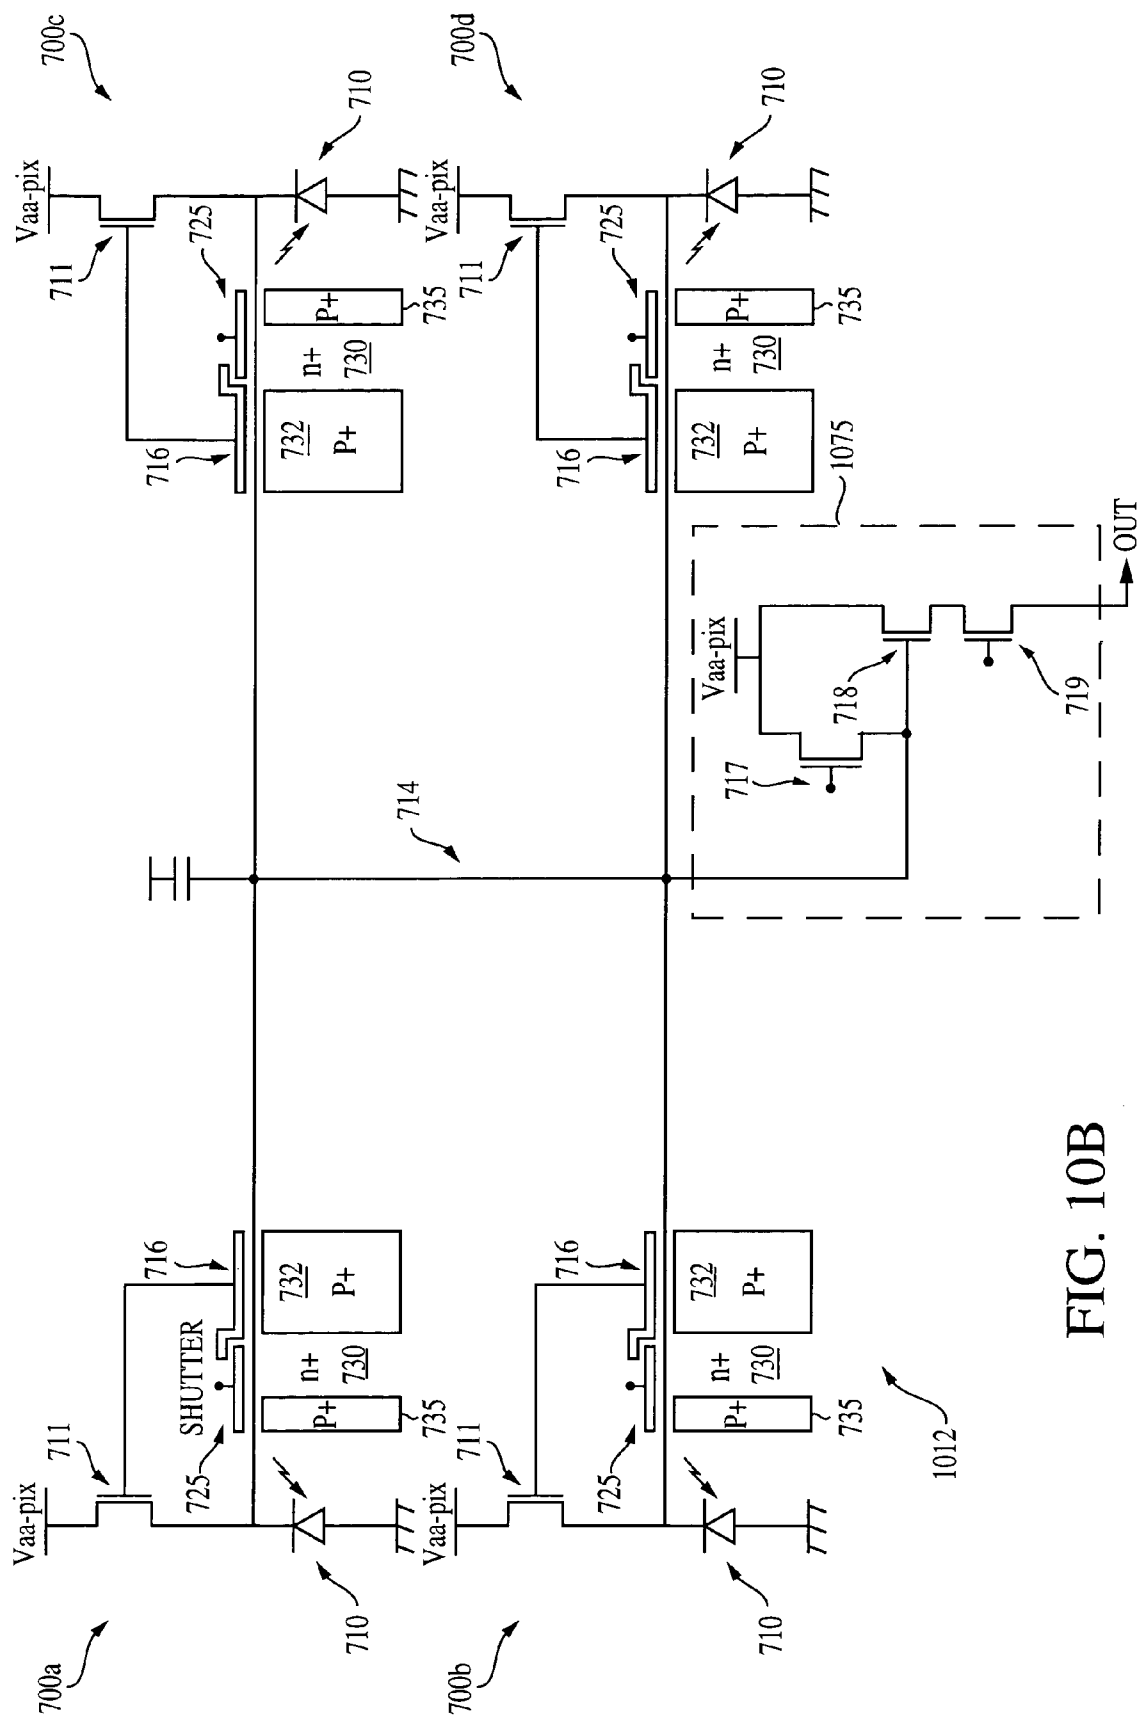 700a
Vaa-pix
711
SHUTTER
725
716
710
P+
735
n+
730
732
P+
700c
Vaa-pix
711
725
716
710
P+
735
n+
730
732
P+
714
700b
Vaa-pix
711
725
716
710
P+
735
n+
730
732
P+
700d
Vaa-pix
711
725
716
710
P+
735
n+
730
732
P+
1075
Vaa-pix
717
718
719
OUT
1012
FIG. 10B